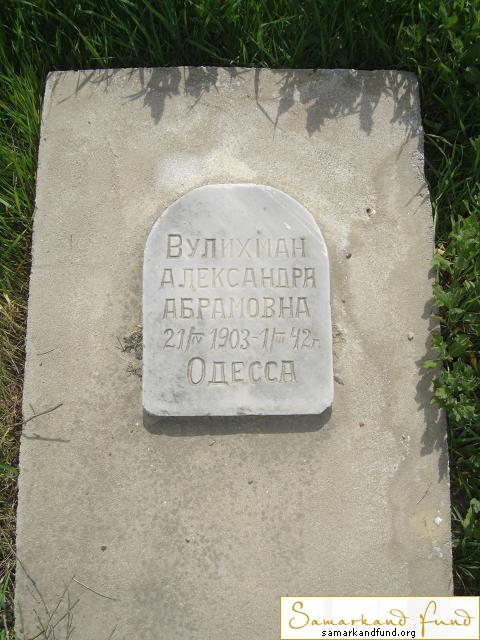 Вулихман
Александра
Абрамовна
21/IV 1903-1/III 42г.
Одесса
Samarkand Fund
samarkandfund.org